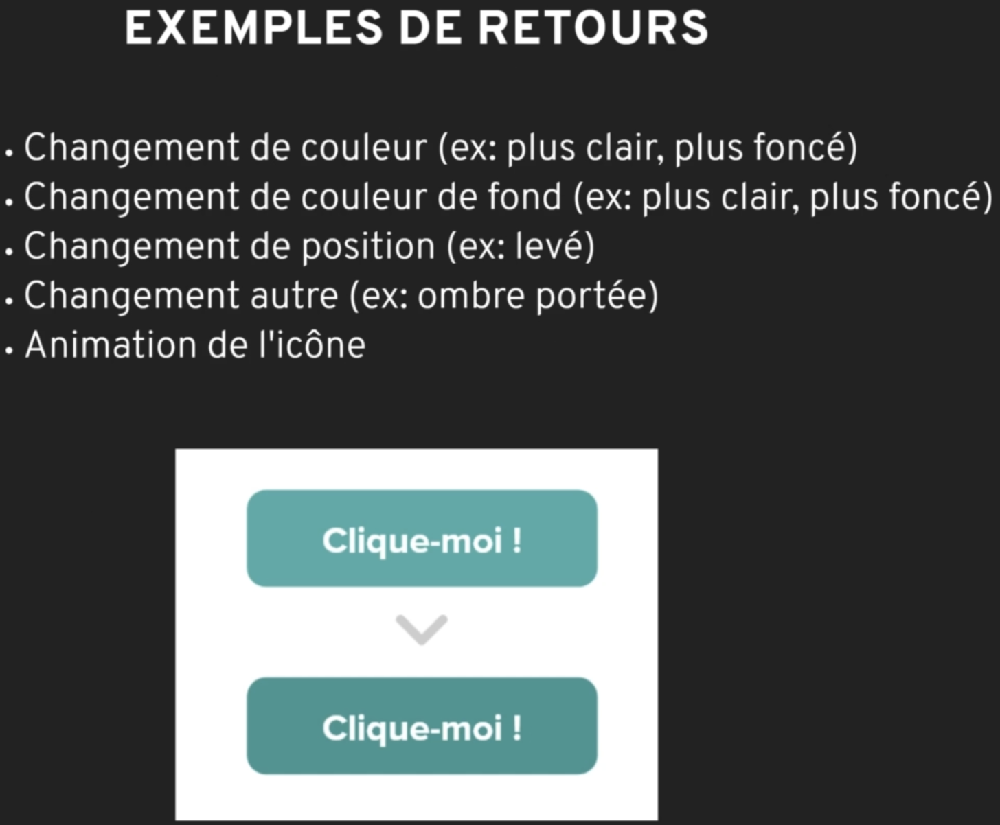 EXEMPLES DE RETOURS
• Changement de couleur (ex: plus clair, plus foncé)
• Changement de couleur de fond (ex: plus clair, plus foncé)
• Changement de position (ex: levé)
• Changement autre (ex: ombre portée)
• Animation de l'icône
Clique-moi !
Clique-moi !